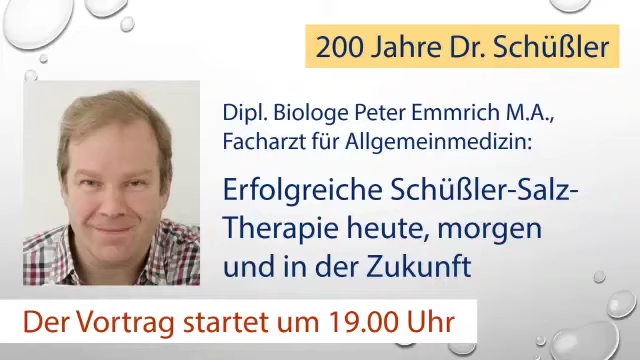 200 Jahre Dr. Schüßler
Dipl. Biologe Peter Emmrich M.A.,
Facharzt für Allgemeinmedizin:
Erfolgreiche Schüßler-Salz-
Therapie heute, morgen
und in der Zukunft
Der Vortrag startet um 19.00 Uhr